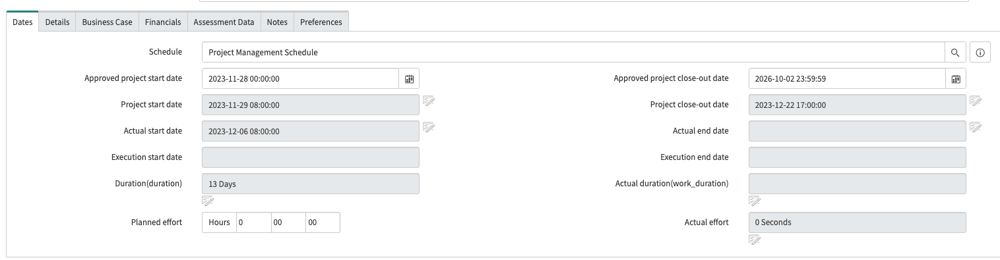 Dates Details Business Case Financials Assessment Data Notes Preferences
Schedule Project Management Schedule
Approved project start date 2023-11-28 00:00:00 Approved project close-out date 2026-10-02 23:59:59
Project start date 2023-11-29 08:00:00 Project close-out date 2023-12-22 17:00:00
Actual start date 2023-12-06 08:00:00 Actual end date
Execution start date Execution end date
Duration(duration) 13 Days Actual duration(work_duration)
Planned effort Hours 0 00 00 Actual effort 0 Seconds